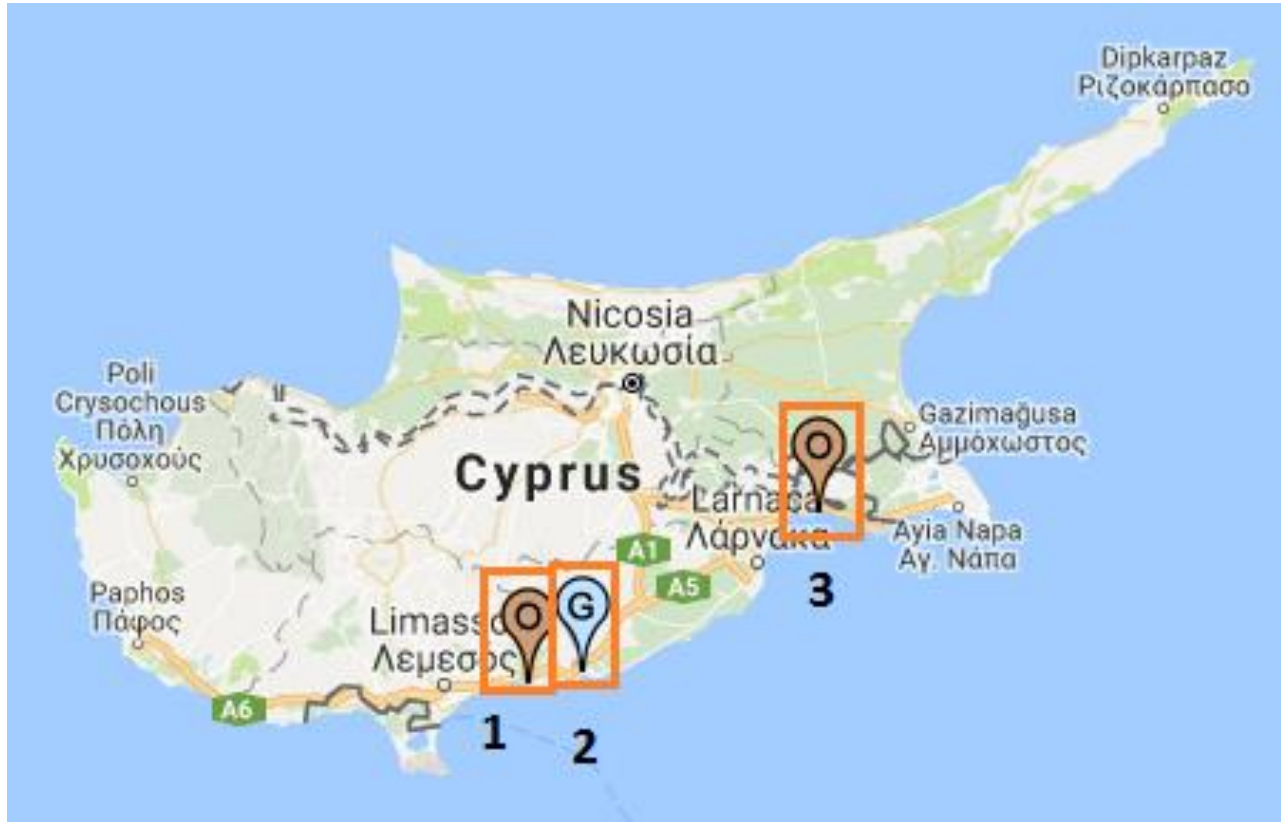 Dipkarpaz
Ριζοκάρπασο
Nicosia
Λευκωσία
Poli
Crysochous
Πόλη
Χρυσοχούς
Gazimağusa
Αμμόχωστος
O
Cyprus
Larnaca
Λάρνακα
Ayia Napa
Αγ. Νάπα
A1
A5
3
Paphos
Πάφος
Limasso
Λεμεσός
O
G
A6
1
2